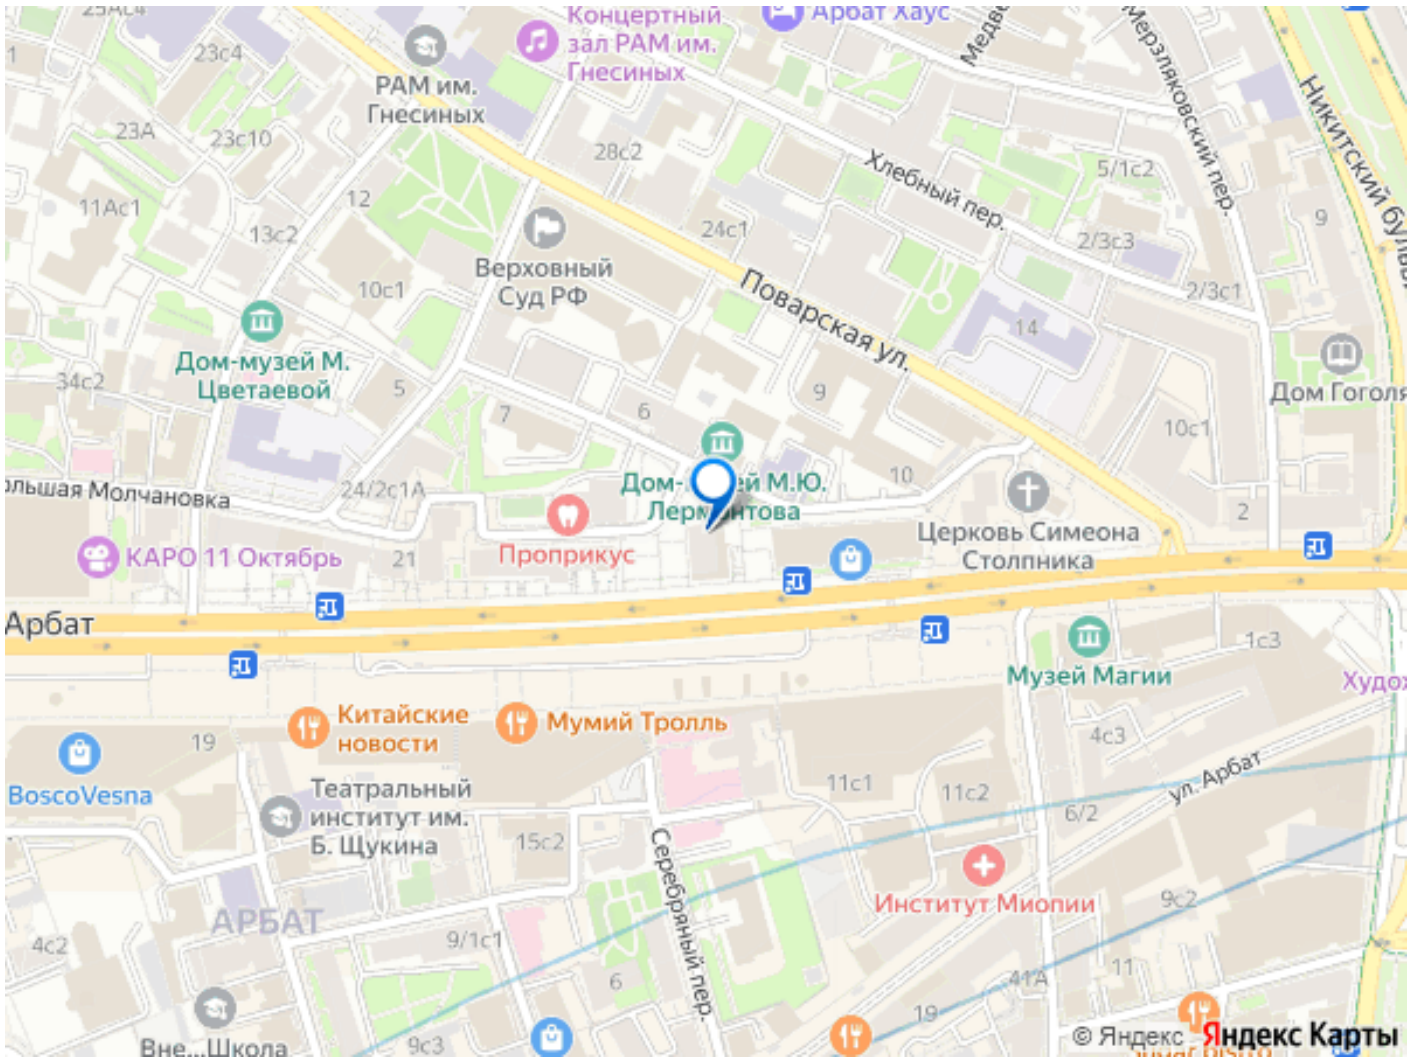 25Ас4
Концертный
зал РАМ им.
Гнесиных
Арбат Хаус
Мерзляковский пер.
23с4
РАМ им.
Гнесиных
Никитский
23А
23с10
28с2
Хлебный пер.
5/1с2
12
11Ас1
13с2
24с1
2/3с3
9
Верховный
Суд РФ
10с1
Поварская ул.
2/3с1
14
Дом-музей М.
Цветаевой
34с2
5
7
6
9
Дом Гоголя
10с1
Дом-
ей М.Ю.
Лермонтова
10
24/2с1А
ольшая Молчановка
2
Церковь Симеона
Столпника
Проприкус
КАРО 11 Октябрь
21
Арбат
1с3
Музей Магии
Худож
Китайские
новости
Мумий Тролль
19
4с3
ул. Арбат
BoscoVesna
Театральный
институт им.
Б. Щукина
11с1
11с2
6/2
15с2
Серебряный пер.
Институт Миопии
9с2
АРБАТ
4с2
9/1с1
6
41А
11
19
Вне...Школа
9с3
© Яндекс
Яндекс Карты